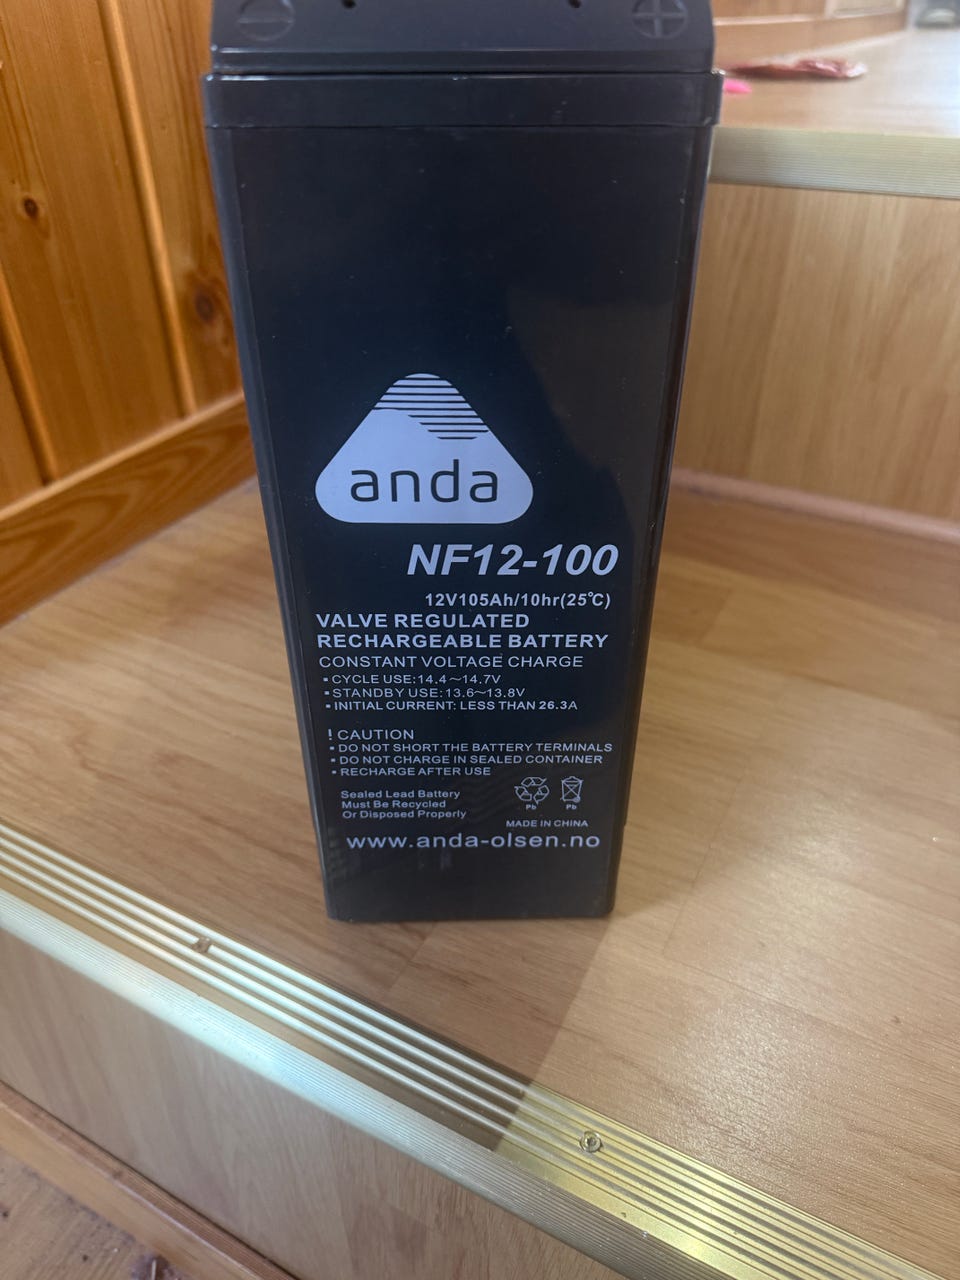 anda
NF12-100
12V105Ah/10hr(25℃)
VALVE REGULATED
RECHARGEABLE BATTERY
CONSTANT VOLTAGE CHARGE
▪ CYCLE USE:14.4～14.7V
▪ STANDBY USE:13.6～13.8V
▪ INITIAL CURRENT: LESS THAN 26.3A
! CAUTION
▪ DO NOT SHORT THE BATTERY TERMINALS
▪ DO NOT CHARGE IN SEALED CONTAINER
▪ RECHARGE AFTER USE
Sealed Lead Battery
Must Be Recycled
Or Disposed Properly
Pb Pb
MADE IN CHINA
www.anda-olsen.no